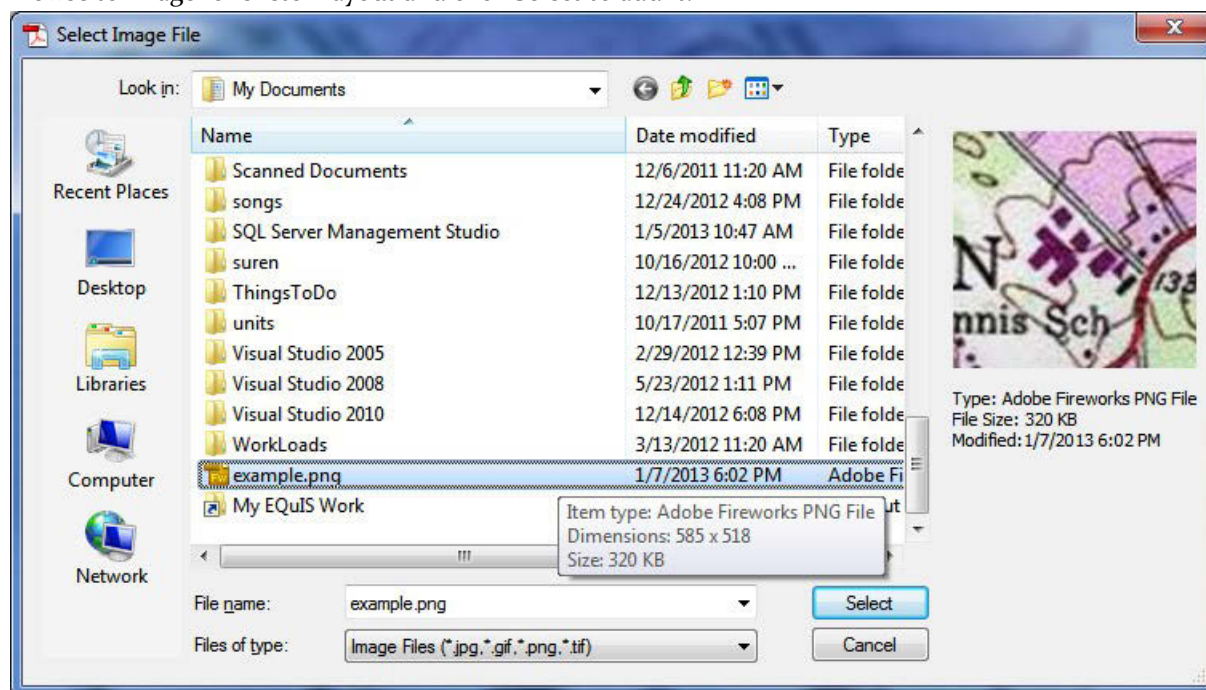 Select Image File
Look in: My Documents
Name Date modified Type
Scanned Documents 12/6/2011 11:20 AM File folde
songs 12/24/2012 4:08 PM File folde
SQL Server Management Studio 1/5/2013 10:47 AM File folde
suren 10/16/2012 10:00 ... File folde
ThingsToDo 12/13/2012 1:10 PM File folde
units 10/17/2011 5:07 PM File folde
Visual Studio 2005 2/29/2012 12:39 PM File folde
Visual Studio 2008 5/23/2012 1:11 PM File folde
Visual Studio 2010 12/14/2012 6:08 PM File folde
WorkLoads 3/13/2012 11:20 AM File folde
example.png 1/7/2013 6:02 PM Adobe Fi
My EQuIS Work ut
Item type: Adobe Fireworks PNG File
Dimensions: 585 x 518
Size: 320 KB
Recent Places
Desktop
Libraries
Computer
Network
N
135
nnis Sch
Type: Adobe Fireworks PNG File
File Size: 320 KB
Modified: 1/7/2013 6:02 PM
File name: example.png Select
Files of type: Image Files (*.jpg,*.gif,*.png,*.tif) Cancel